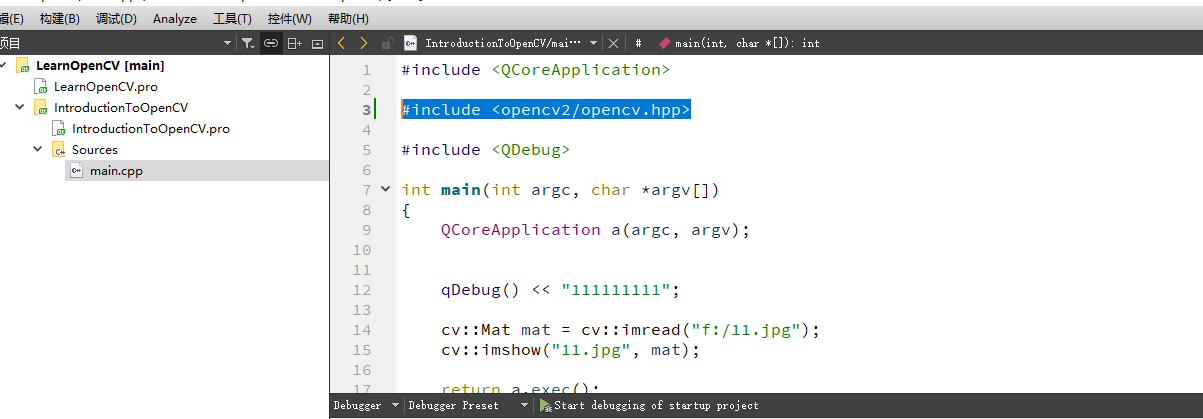 辑(E) 构建(B) 调试(D) Analyze 工具(T) 控件(W) 帮助(H)
项目
IntroductionToOpenCV/mai… # main(int, char *[]): int
LearnOpenCV [main]
LearnOpenCV.pro
IntroductionToOpenCV
IntroductionToOpenCV.pro
Sources
main.cpp
1 #include <QCoreApplication>
2
3 #include <opencv2/opencv.hpp>
4
5 #include <QDebug>
6
7 int main(int argc, char *argv[])
8 {
9 QCoreApplication a(argc, argv);
10
11
12 qDebug() << "111111111";
13
14 cv::Mat mat = cv::imread("f:/11.jpg");
15 cv::imshow("11.jpg", mat);
16
17 return a.exec();
Debugger Debugger Preset Start debugging of startup project